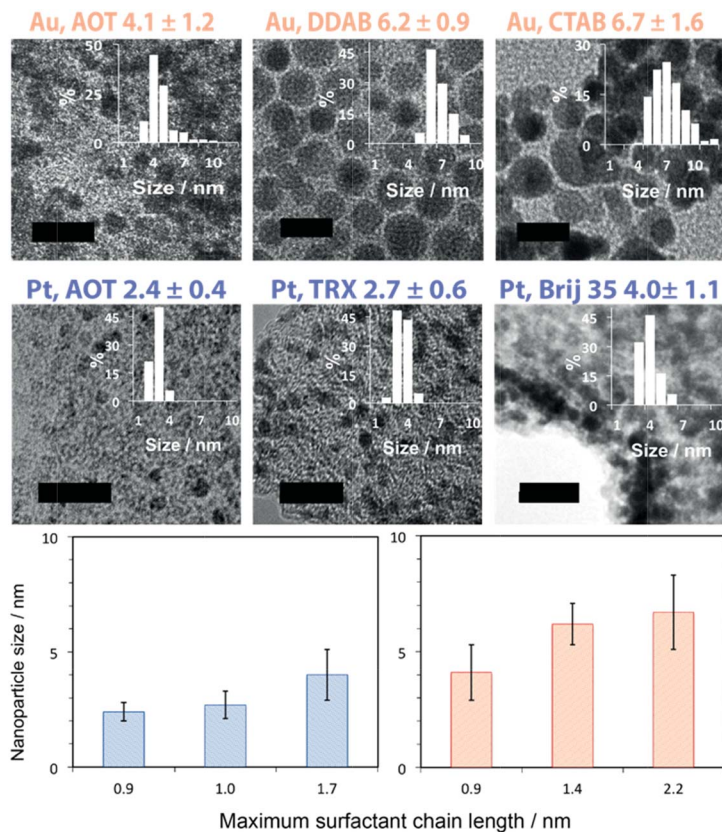 Au, AOT 4.1 ± 1.2
Au, DDAB 6.2 ± 0.9
Au, CTAB 6.7 ± 1.6
50
0
%
1 4 10
Size / nm
45
30
15
%
1 4 7 10
Size / nm
30
15
0
%
1 4 7 10
Size / nm
Pt, AOT 2.4 ± 0.4
Pt, TRX 2.7 ± 0.6
Pt, Brij 35 4.0± 1.1
45
30
15
0
%
1 4 7 10
Size / nm
45
30
15
0
%
1 4 7 10
Size / nm
45
30
15
0
%
1 4 7 10
Size / nm
Nanoparticle size / nm
10
5
0
0.9 1.0 1.7
10
5
0
0.9 1.4 2.2
Maximum surfactant chain length / nm